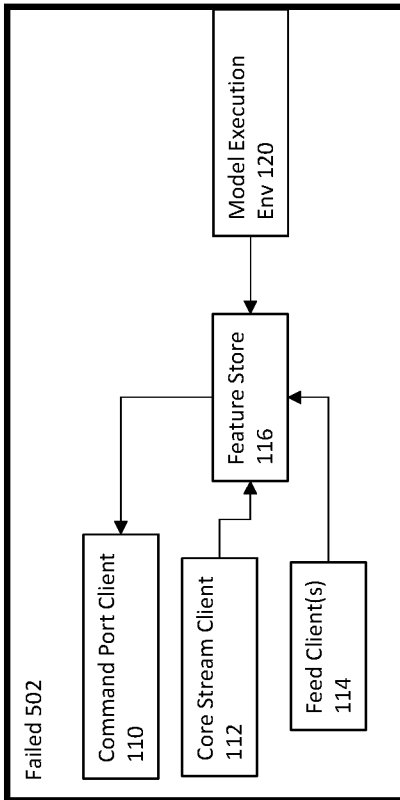 Failed 502
Command Port Client
110
Core Stream Client
112
Feed Client(s)
114
Feature Store
116
Model Execution
Env 120